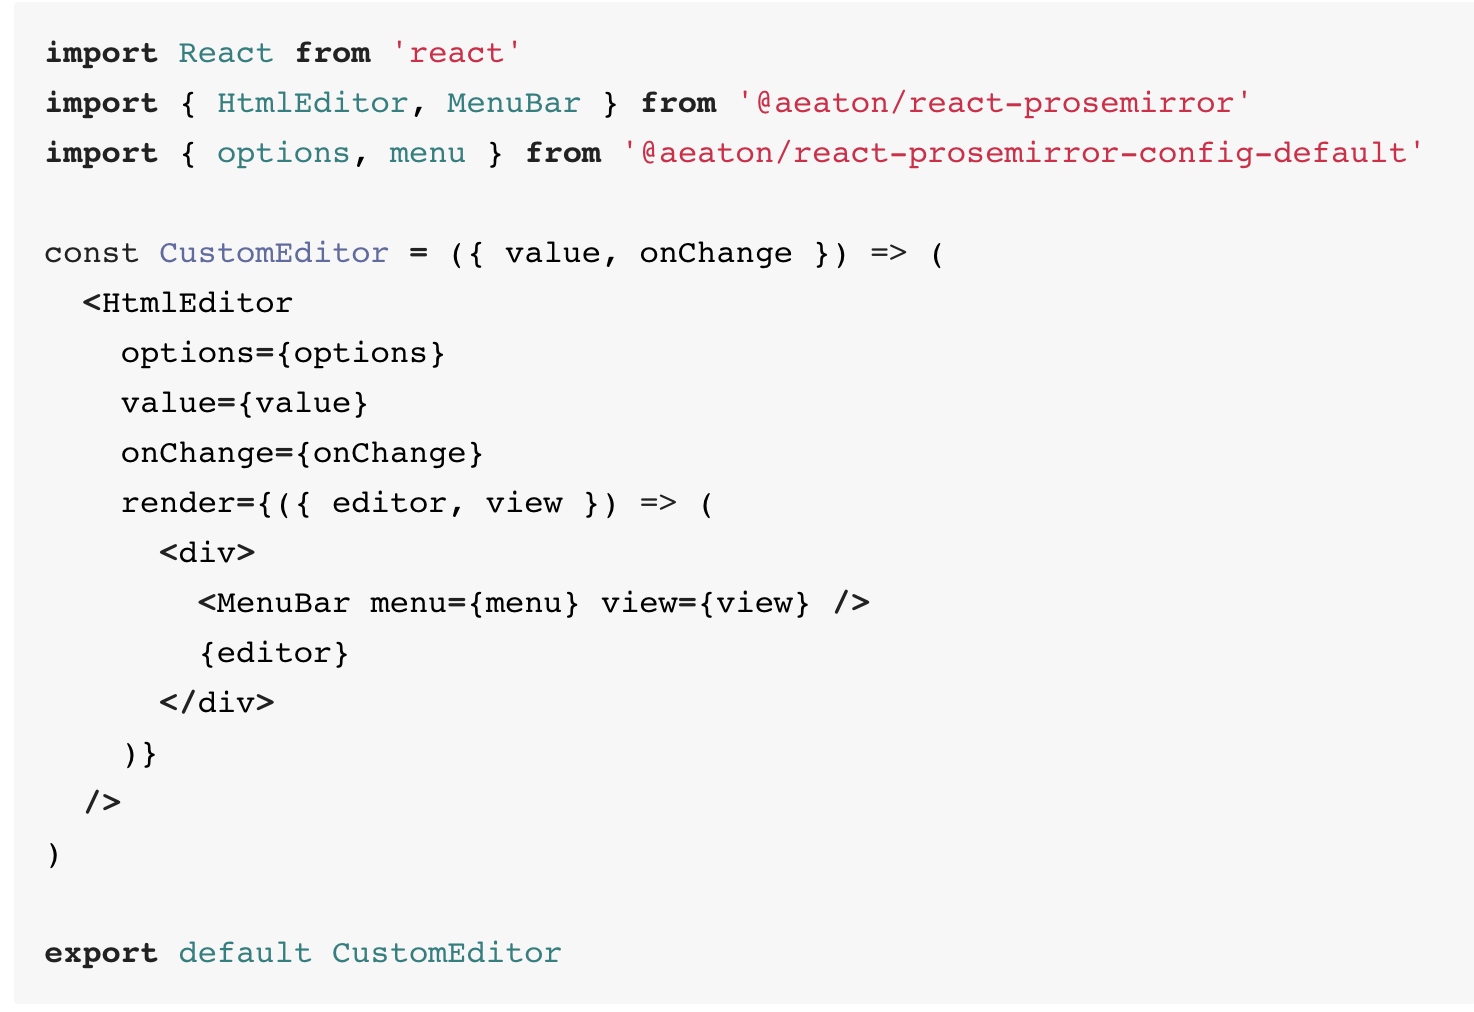 import React from 'react'
import { HtmlEditor, MenuBar } from '@aeaton/react-prosemirror'
import { options, menu } from '@aeaton/react-prosemirror-config-default'

const CustomEditor = ({ value, onChange }) => (
  <HtmlEditor
    options={options}
    value={value}
    onChange={onChange}
    render={({ editor, view }) => (
      <div>
        <MenuBar menu={menu} view={view} />
        {editor}
      </div>
    )}
  />
)

export default CustomEditor